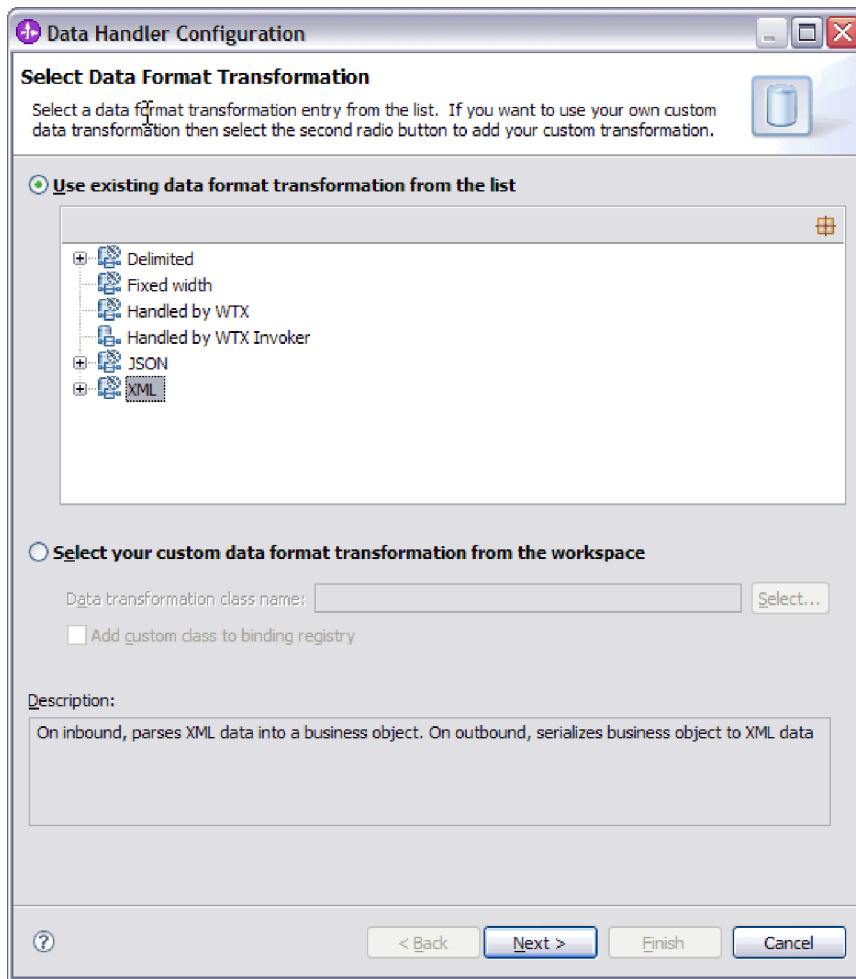 Data Handler Configuration
Select Data Format Transformation
Select a data format transformation entry from the list. If you want to use your own custom
data transformation then select the second radio button to add your custom transformation.
Use existing data format transformation from the list
Delimited
Fixed width
Handled by WTX
Handled by WTX Invoker
JSON
XML
Select your custom data format transformation from the workspace
Data transformation class name:
Select...
Add custom class to binding registry
Description:
On inbound, parses XML data into a business object. On outbound, serializes business object to XML data
?
< Back
Next >
Finish
Cancel